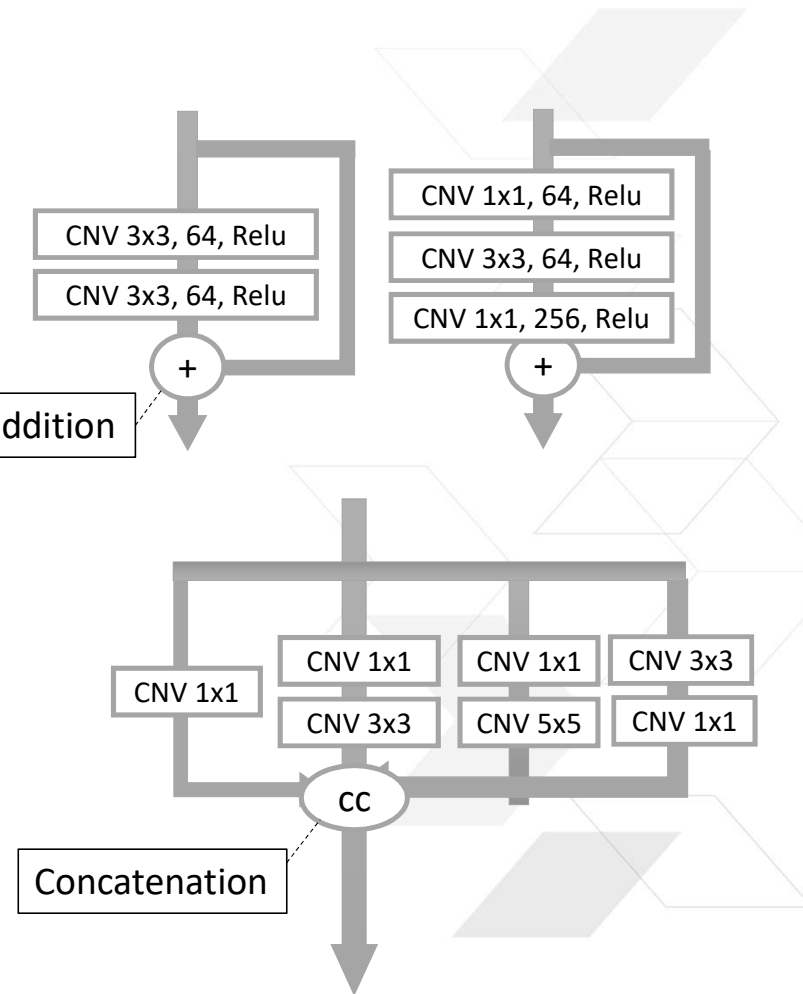 CNV 3x3, 64, Relu
CNV 3x3, 64, Relu
+
ddition
CNV 1x1, 64, Relu
CNV 3x3, 64, Relu
CNV 1x1, 256, Relu
+
CNV 1x1
CNV 1x1
CNV 3x3
CNV 1x1
CNV 5x5
CNV 3x3
CNV 1x1
cc
Concatenation